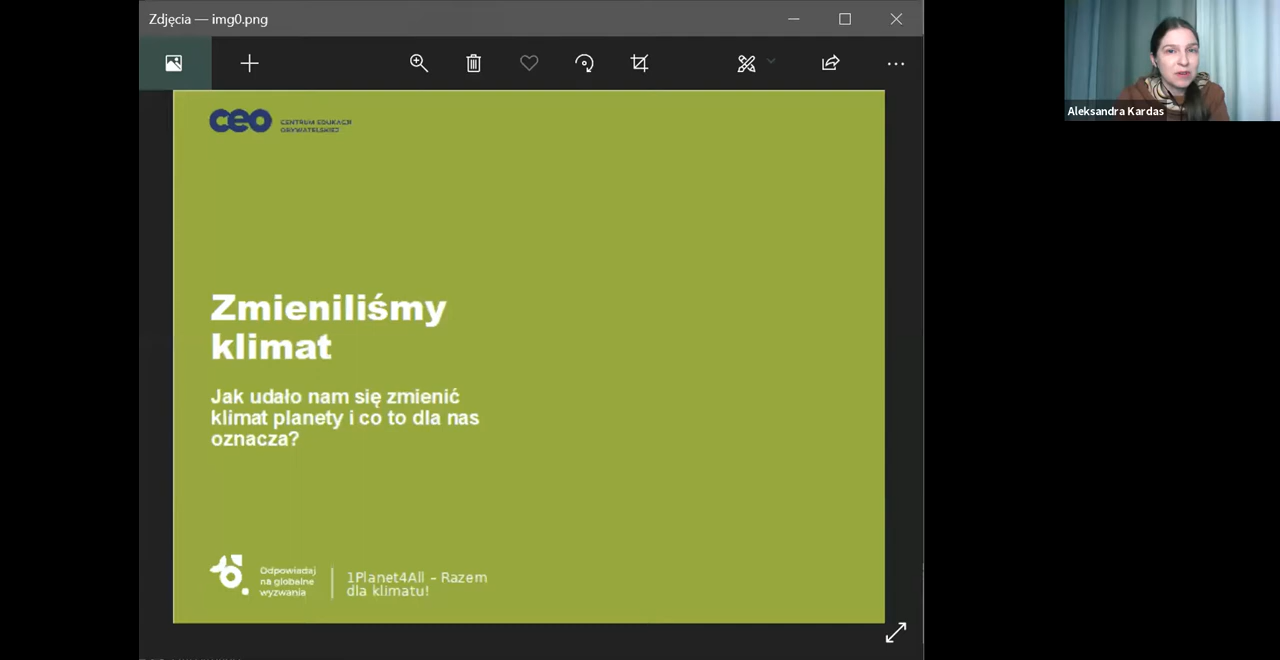 Zdjęcia — img0.png
Aleksandra Kardas
ceo
CENTRUM EDUKACJI
OBYWATELSKIEJ
Zmieniliśmy
klimat
Jak udało nam się zmienić
klimat planety i co to dla nas
oznacza?
Odpowiadaj
na globalne
wyzwania
1Planet4All – Razem
dla klimatu!